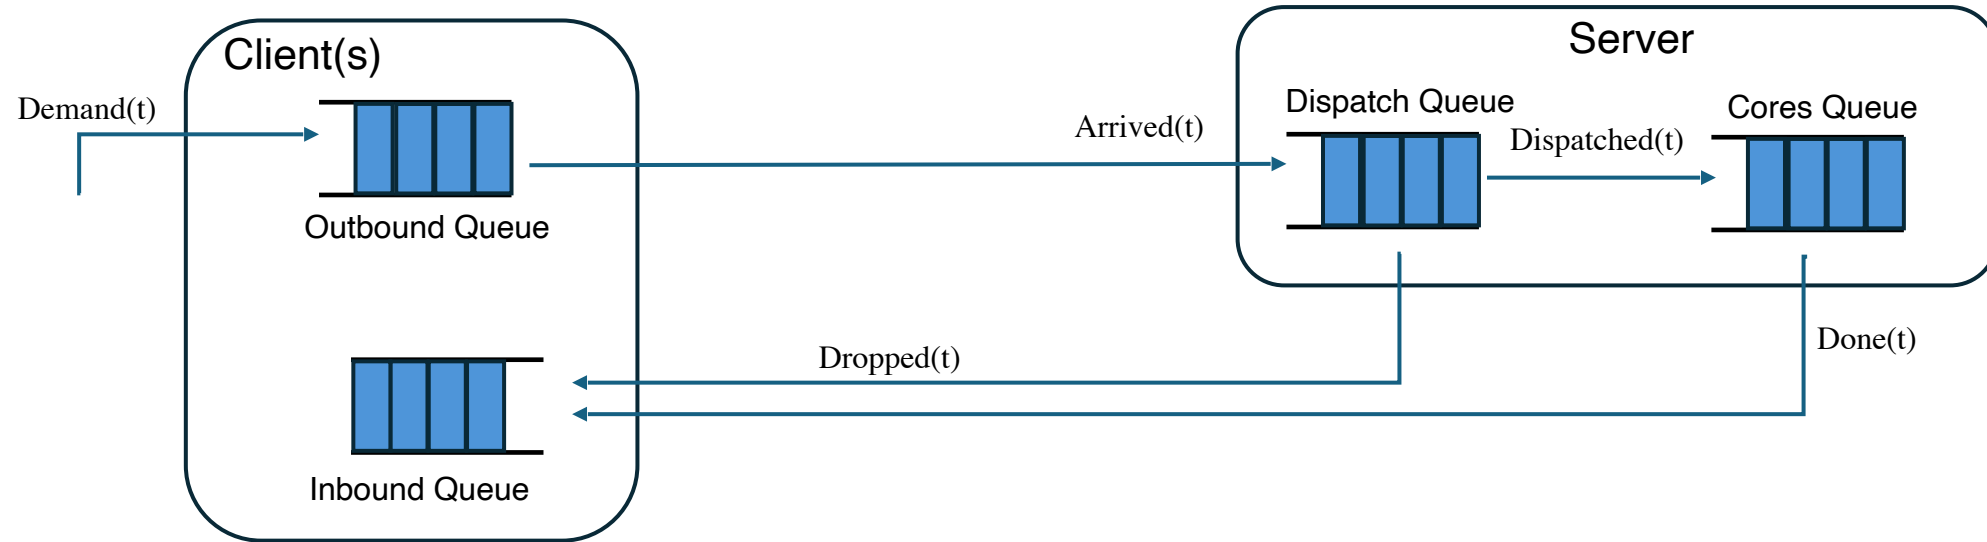 Client(s)
Server
Demand(t)
Outbound Queue
Arrived(t)
Dispatch Queue
Dispatched(t)
Cores Queue
Dropped(t)
Done(t)
Inbound Queue